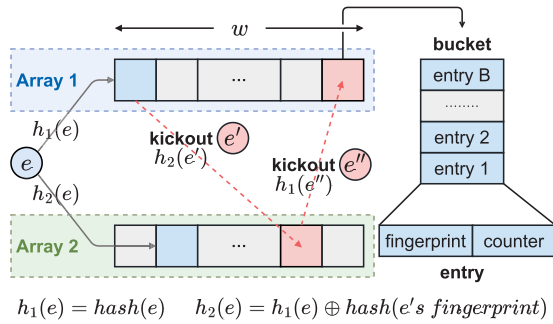 w
bucket
Array 1
...
entry B
........
entry 2
entry 1
h₁(e)
kickout e′
h₂(e′)
kickout e″
h₁(e″)
e
h₂(e)
Array 2
...
fingerprint counter
entry
h₁(e) = hash(e) h₂(e) = h₁(e) ⊕ hash(e's fingerprint)